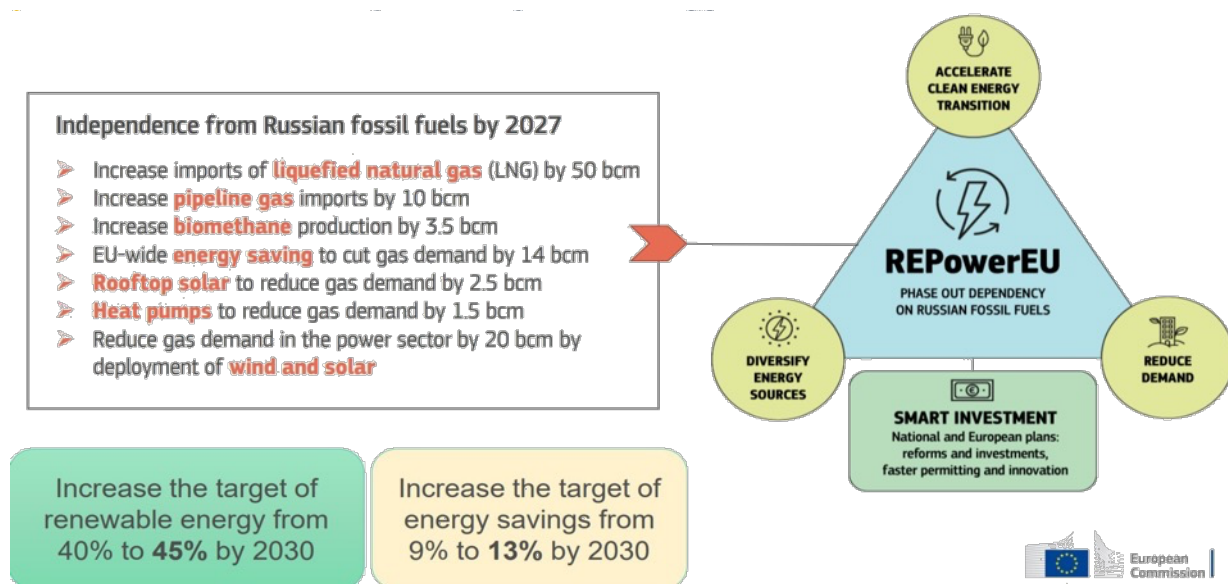 Independence from Russian fossil fuels by 2027
Increase imports of liquefied natural gas (LNG) by 50 bcm
Increase pipeline gas imports by 10 bcm
Increase biomethane production by 3.5 bcm
EU-wide energy saving to cut gas demand by 14 bcm
Rooftop solar to reduce gas demand by 2.5 bcm
Heat pumps to reduce gas demand by 1.5 bcm
Reduce gas demand in the power sector by 20 bcm by
deployment of wind and solar
Increase the target of
renewable energy from
40% to 45% by 2030
Increase the target of
energy savings from
9% to 13% by 2030
ACCELERATE
CLEAN ENERGY
TRANSITION
REPowerEU
PHASE OUT DEPENDENCY
ON RUSSIAN FOSSIL FUELS
DIVERSIFY
ENERGY
SOURCES
REDUCE
DEMAND
€
SMART INVESTMENT
National and European plans:
reforms and investments,
faster permitting and innovation
European
Commission